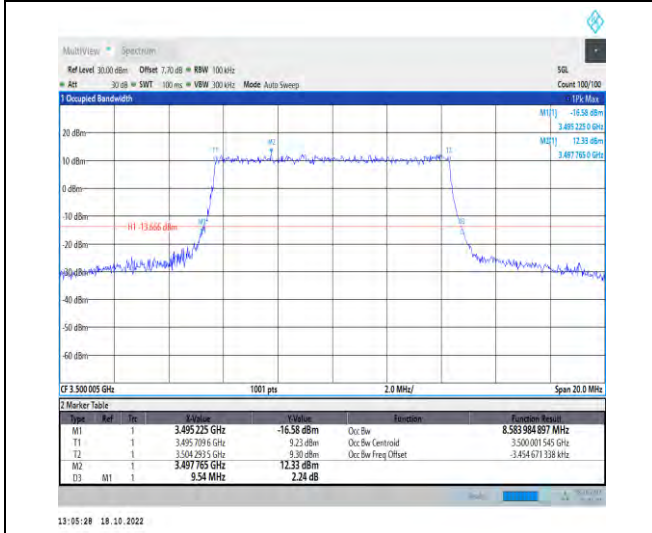 MultiView Spectrum
Ref Level 30.00 dBm Offset 7.70 dB RBW 100 kHz SGL
Att 30 dB SWT 100 ms VBW 300 kHz Mode Auto Sweep Count 100/100
1 Occupied Bandwidth 1Pk Max
M1[1] -16.58 dBm
3.495 225 0 GHz
20 dBm M2[1] 12.33 dBm
3.497 765 0 GHz
T1 M2 T2
10 dBm
0 dBm
-10 dBm
M1
H1 -13.666 dBm
-20 dBm
-30 dBm
-40 dBm
-50 dBm
-60 dBm
CF 3.500 005 GHz 1001 pts 2.0 MHz/ Span 20.0 MHz
2 Marker Table
Type Ref Trc X-Value Y-Value Function Function Result
M1 1 3.495 225 GHz -16.58 dBm Occ Bw 8.583 984 897 MHz
T1 1 3.495 709 6 GHz 9.23 dBm Occ Bw Centroid 3.500 001 545 GHz
T2 1 3.504 293 5 GHz 9.30 dBm Occ Bw Freq Offset -3.454 671 338 kHz
M2 1 3.497 765 GHz 12.33 dBm
D3 M1 1 9.54 MHz 2.24 dB
13:05:28 18.10.2022